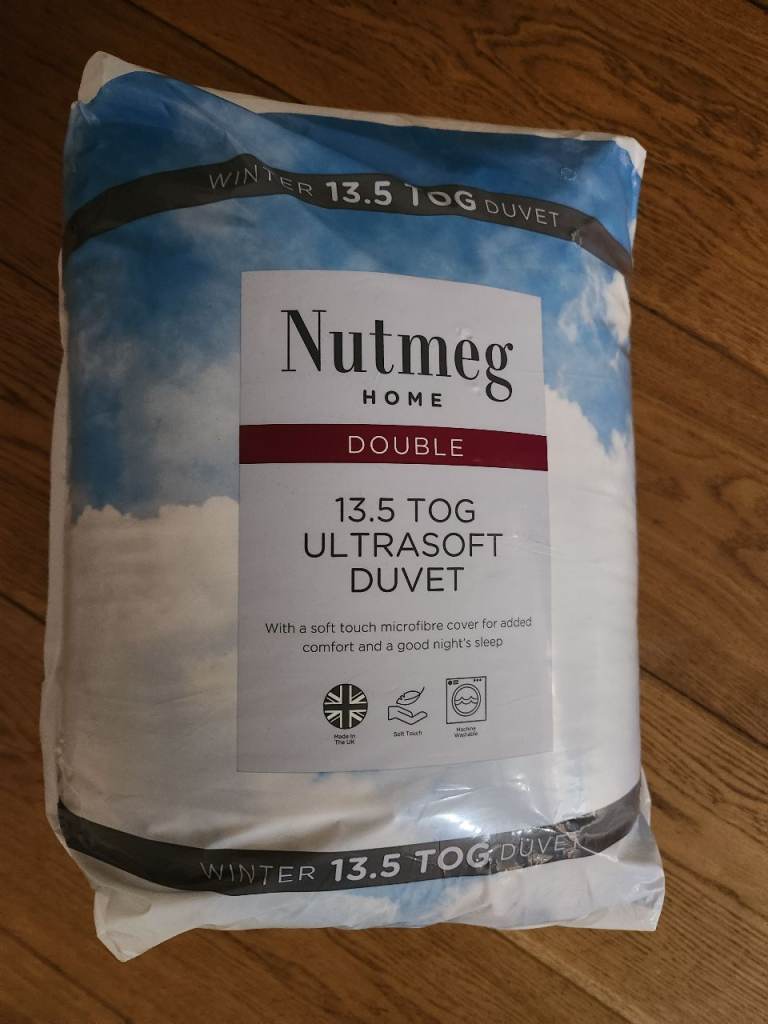 WINTER 13.5 TOG DUVET
Nutmeg
HOME
DOUBLE
13.5 TOG
ULTRASOFT
DUVET
With a soft touch microfibre cover for added
comfort and a good night's sleep
Made In
The UK
Soft Touch
Machine
Washable
WINTER 13.5 TOG DUVET